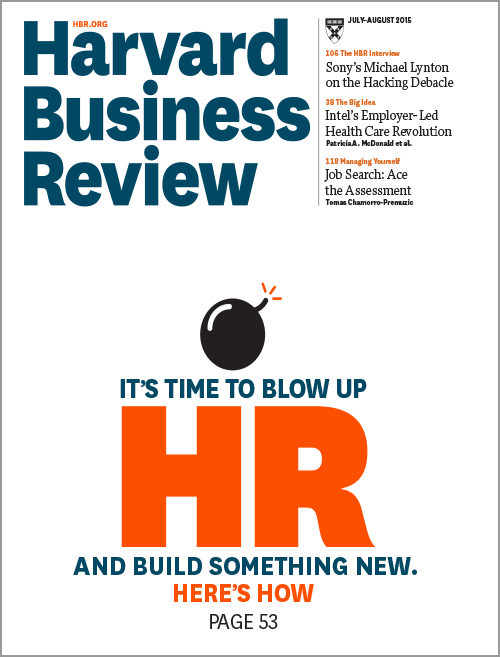 HBR.ORG
Harvard
Business
Review
JULY-AUGUST 2015
106 The HBR Interview
Sony's Michael Lynton
on the Hacking Debacle
38 The Big Idea
Intel's Employer-Led
Health Care Revolution
Patricia A. McDonald et al.
118 Managing Yourself
Job Search: Ace
the Assessment
Tomas Chamorro-Premuzic
IT'S TIME TO BLOW UP
HR
AND BUILD SOMETHING NEW.
HERE'S HOW
PAGE 53